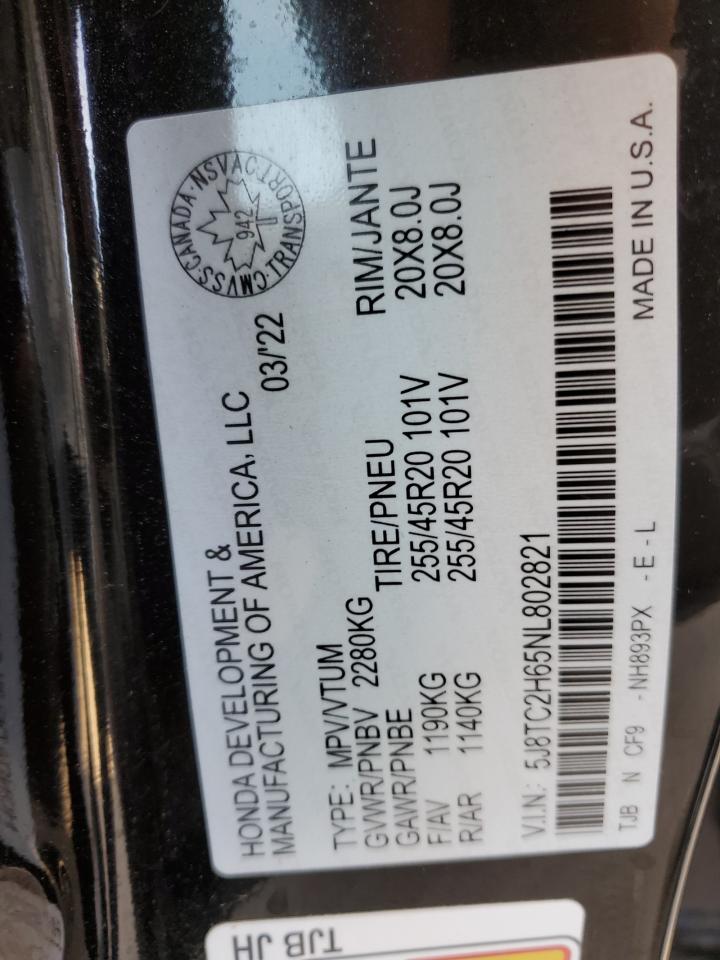 HONDA DEVELOPMENT &
MANUFACTURING OF AMERICA, LLC
03/'22
CMVSS CANADA · NSVAC · TRANSPORT
942
TYPE: MPV/VTUM
GVWR/PNBV 2280KG
GAWR/PNBE TIRE/PNEU RIM/JANTE
F/AV 1190KG 255/45R20 101V 20X8.0J
R/AR 1140KG 255/45R20 101V 20X8.0J
V.I.N.: 5J8TC2H65NL802821
TJB N CF9 - NH893PX - E - L MADE IN U.S.A.
TJB JH